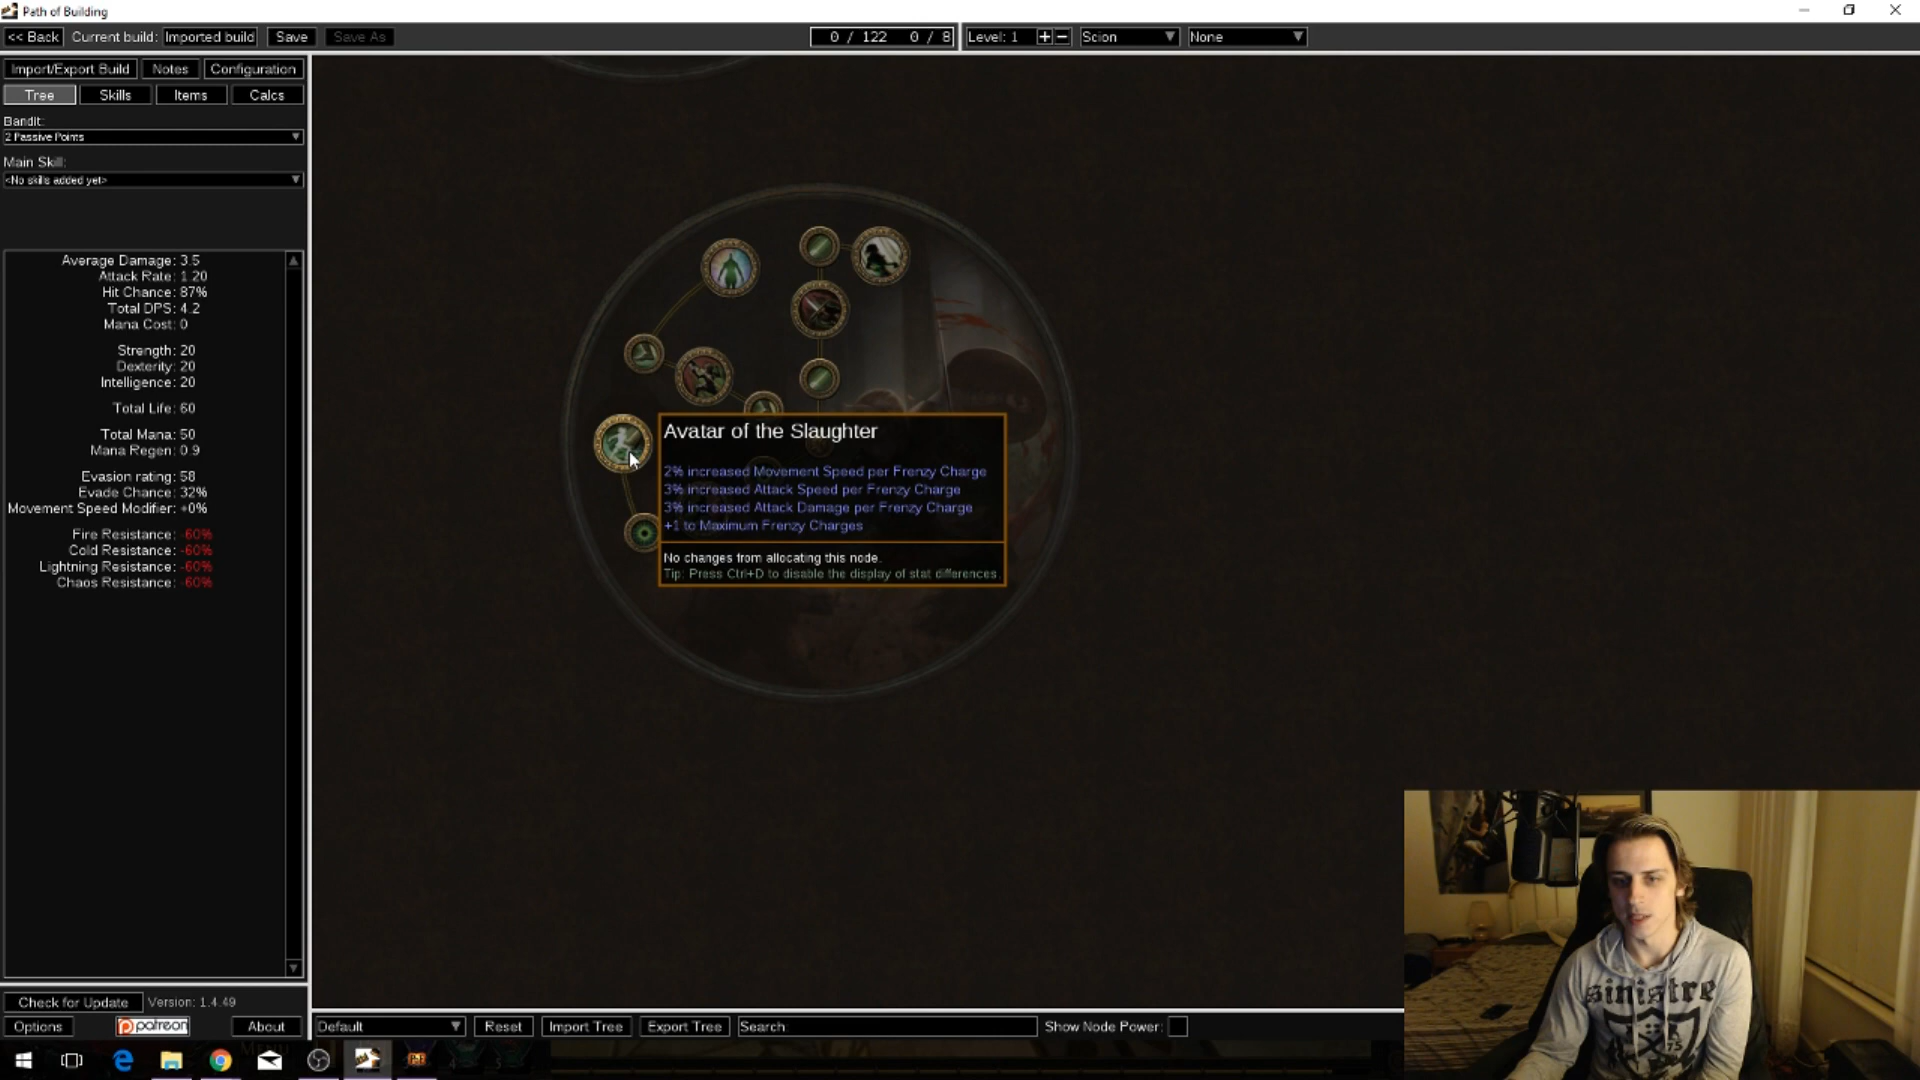 Path of Building
<< Back Current build: Imported build Save Save As 0 / 122 0 / 8 Level: 1 + - Scion None
Import/Export Build Notes Configuration
Tree Skills Items Calcs
Bandit:
2 Passive Points
Main Skill:
<No skills added yet>
Average Damage: 3.5
Attack Rate: 1.20
Hit Chance: 87%
Total DPS: 4.2
Mana Cost: 0
Strength: 20
Dexterity: 20
Intelligence: 20
Total Life: 60
Total Mana: 50
Mana Regen: 0.9
Evasion rating: 58
Evade Chance: 32%
Movement Speed Modifier: +0%
Fire Resistance: -60%
Cold Resistance: -60%
Lightning Resistance: -60%
Chaos Resistance: -60%
Avatar of the Slaughter
2% increased Movement Speed per Frenzy Charge
3% increased Attack Speed per Frenzy Charge
3% increased Attack Damage per Frenzy Charge
+1 to Maximum Frenzy Charges
No changes from allocating this node.
Tip: Press Ctrl+D to disable the display of stat differences.
Check for Update Version: 1.4.49
Options patreon About
Default Reset Import Tree Export Tree Search: Show Node Power:
sinistre
75